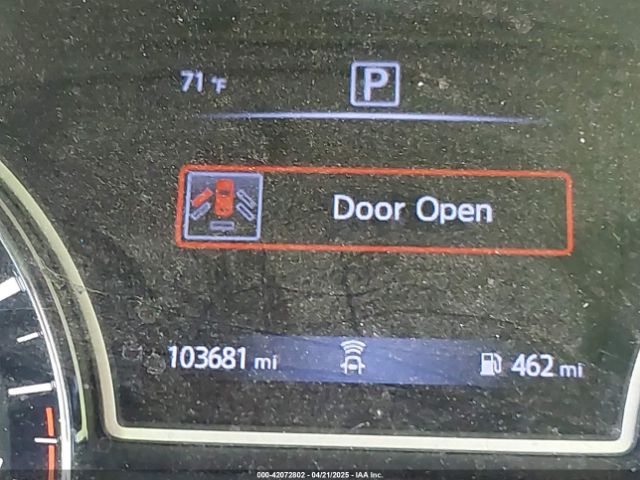 71 °F
P
Door Open
103681 mi
462 mi
000-42072802 - 04/21/2025 - IAA Inc.